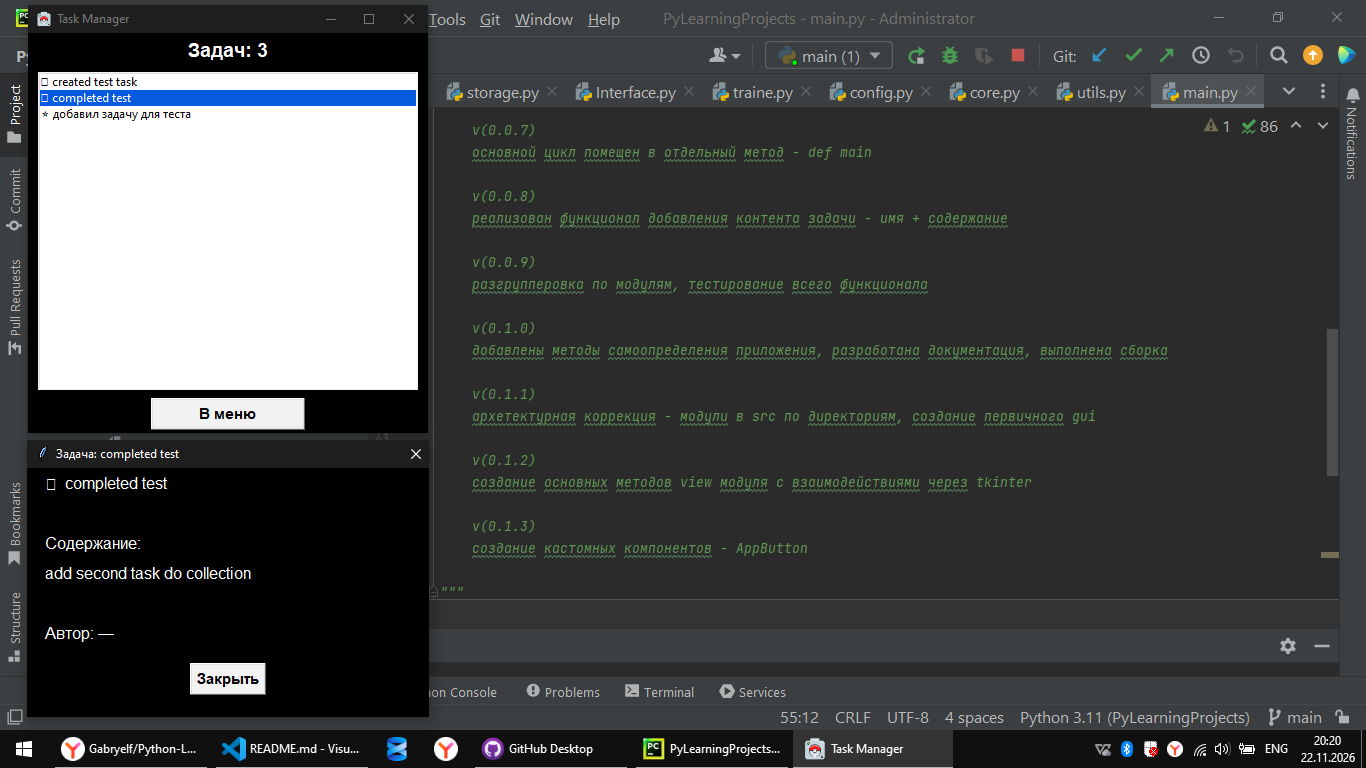 Task Manager
Задач: 3
created test task
completed test
* добавил задачу для теста
В меню
Задача: completed test
completed test
Содержание:
add second task do collection
Автор: —
Закрыть
Tools Git Window Help PyLearningProjects - main.py - Administrator
Py
main (1) Git:
storage.py Interface.py traine.py config.py core.py utils.py main.py
1 86
Project
Commit
Pull Requests
Bookmarks
Structure
Notifications
v(0.0.7)
основной цикл помещен в отдельный метод - def main
v(0.0.8)
реализован функционал добавления контента задачи - имя + содержание
v(0.0.9)
разгрупперовка по модулям, тестирование всего функционала
v(0.1.0)
добавлены методы самоопределения приложения, разработана документация, выполнена сборка
v(0.1.1)
архетектурная коррекция - модули в src по директориям, создание первичного gui
v(0.1.2)
создание основных методов view модуля с взаимодействиями через tkinter
v(0.1.3)
создание кастомных компонентов - AppButton
"""
hon Console Problems Terminal Services
55:12 CRLF UTF-8 4 spaces Python 3.11 (PyLearningProjects) main
Gabryelf/Python-L... README.md - Visu... GitHub Desktop PyLearningProjects... Task Manager ENG 20:20
22.11.2026